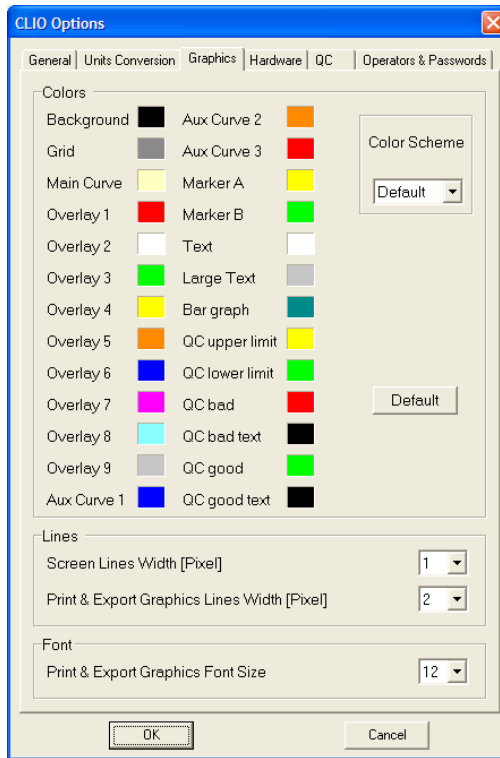 CLIO Options
General Units Conversion Graphics Hardware QC Operators & Passwords
Colors
Background Aux Curve 2
Grid Aux Curve 3
Main Curve Marker A
Overlay 1 Marker B
Overlay 2 Text
Overlay 3 Large Text
Overlay 4 Bar graph
Overlay 5 QC upper limit
Overlay 6 QC lower limit
Overlay 7 QC bad
Overlay 8 QC bad text
Overlay 9 QC good
Aux Curve 1 QC good text
Color Scheme
Default
Default
Lines
Screen Lines Width [Pixel] 1
Print & Export Graphics Lines Width [Pixel] 2
Font
Print & Export Graphics Font Size 12
OK Cancel